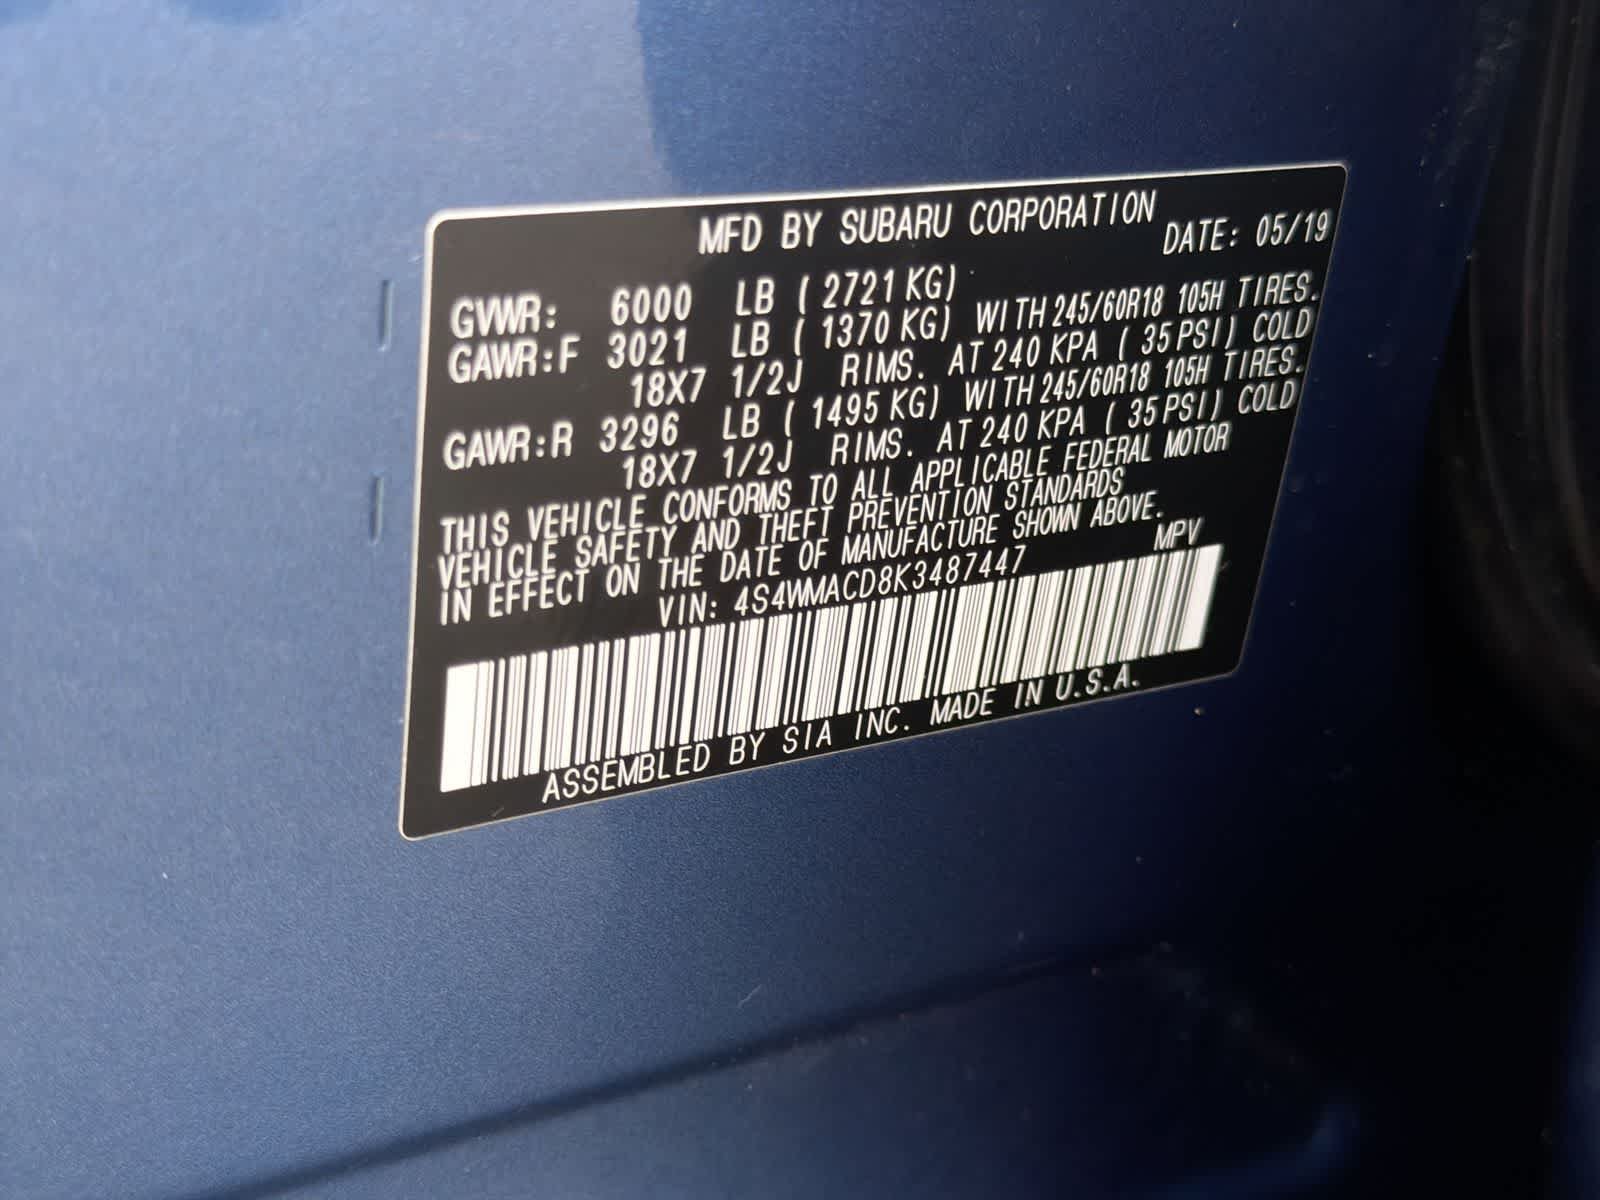 MFD BY SUBARU CORPORATION DATE: 05/19
GVWR: 6000 LB ( 2721 KG)
GAWR:F 3021 LB ( 1370 KG) WITH 245/60R18 105H TIRES.
18X7 1/2J RIMS. AT 240 KPA ( 35 PSI) COLD
GAWR:R 3296 LB ( 1495 KG) WITH 245/60R18 105H TIRES.
18X7 1/2J RIMS. AT 240 KPA ( 35 PSI) COLD
THIS VEHICLE CONFORMS TO ALL APPLICABLE FEDERAL MOTOR
VEHICLE SAFETY AND THEFT PREVENTION STANDARDS
IN EFFECT ON THE DATE OF MANUFACTURE SHOWN ABOVE.
VIN: 4S4WMACD8K3487447 MPV
ASSEMBLED BY SIA INC. MADE IN U.S.A.